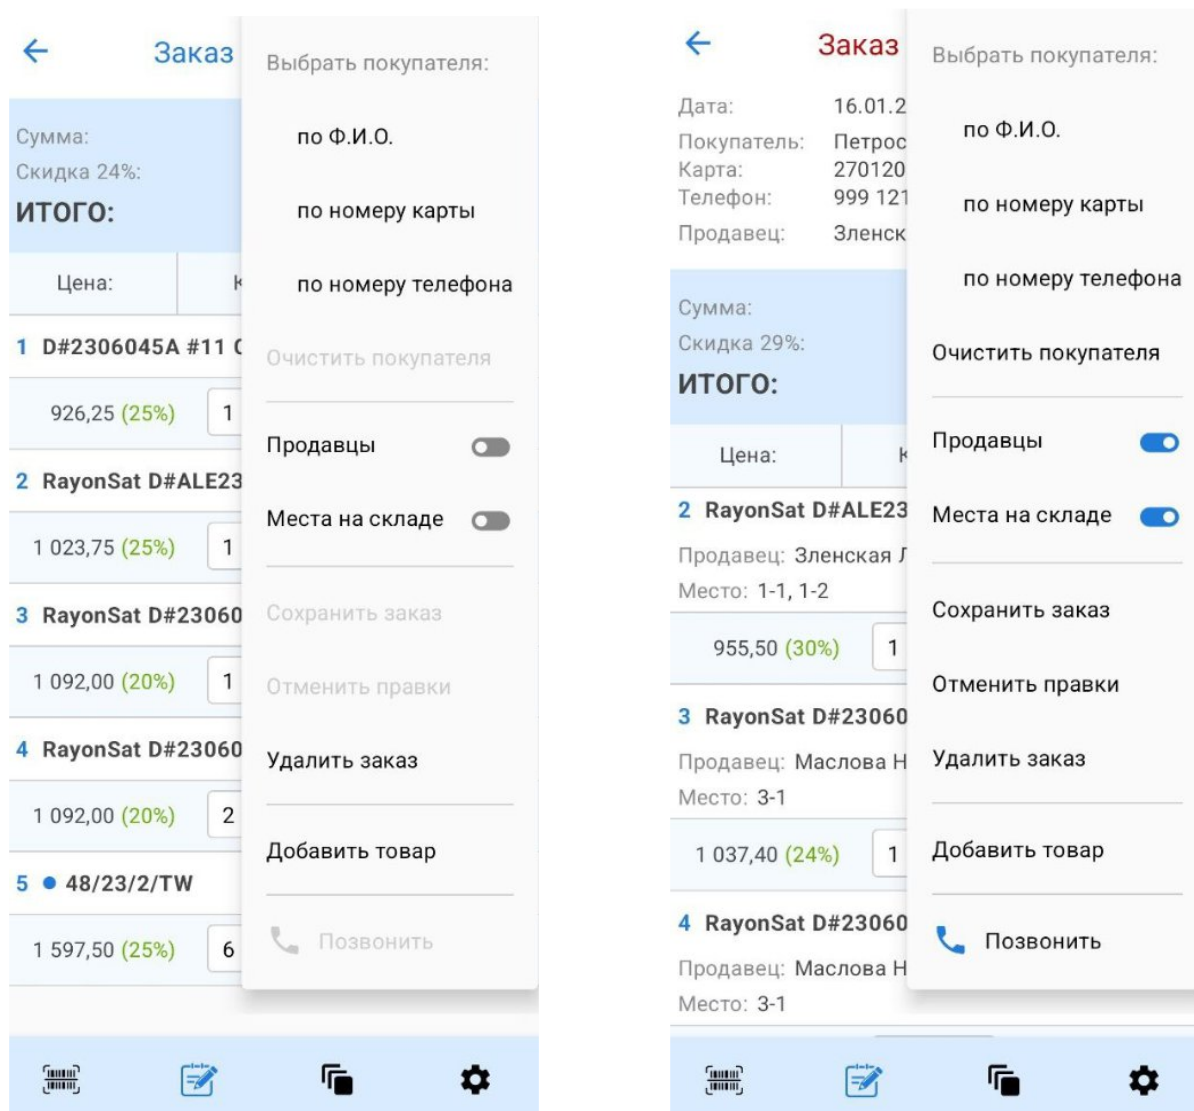 Заказ
Выбрать покупателя:
по Ф.И.О.
Сумма:
Скидка 24%:
по номеру карты
ИТОГО:
Цена:
К
по номеру телефона
1 D#2306045A #11
Очистить покупателя
926,25 (25%)
1
Продавцы
2 RayonSat D#ALE23
Места на складе
1 023,75 (25%)
1
3 RayonSat D#23060
Сохранить заказ
1 092,00 (20%)
1
Отменить правки
4 RayonSat D#23060
Удалить заказ
1 092,00 (20%)
2
Добавить товар
5 48/23/2/TW
1 597,50 (25%)
6
Позвонить
Заказ
Выбрать покупателя:
Дата: 16.01.2
по Ф.И.О.
Покупатель: Петрос
Карта: 270120
Телефон: 999 121
по номеру карты
Продавец: Зленск
по номеру телефона
Сумма:
Скидка 29%:
Очистить покупателя
ИТОГО:
Продавцы
Цена:
К
2 RayonSat D#ALE23
Места на складе
Продавец: Зленская Л
Место: 1-1, 1-2
Сохранить заказ
955,50 (30%)
1
Отменить правки
3 RayonSat D#23060
Продавец: Маслова Н
Удалить заказ
Место: 3-1
1 037,40 (24%)
1
Добавить товар
4 RayonSat D#23060
Позвонить
Продавец: Маслова Н
Место: 3-1